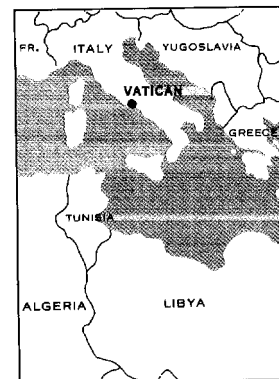 FR.
ITALY
YUGOSLAVIA
VATICAN
GREECE
TUNISIA
ALGERIA
LIBYA